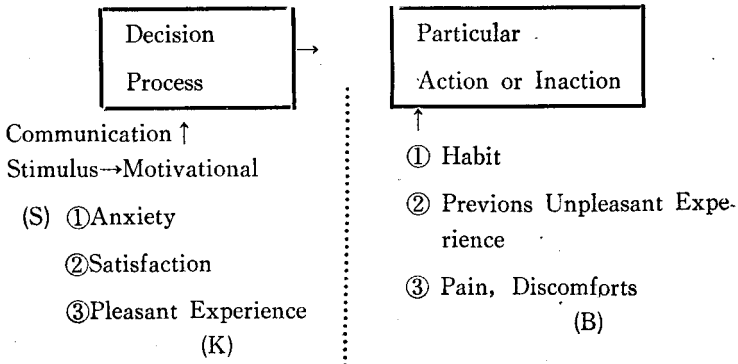 Decision
Process
→
Particular
Action or Inaction
Communication ↑
Stimulus→Motivational
(S) ①Anxiety
②Satisfaction
③Pleasant Experience
(K)
↑
① Habit
② Previons Unpleasant Expe-
rience
③ Pain, Discomforts
(B)